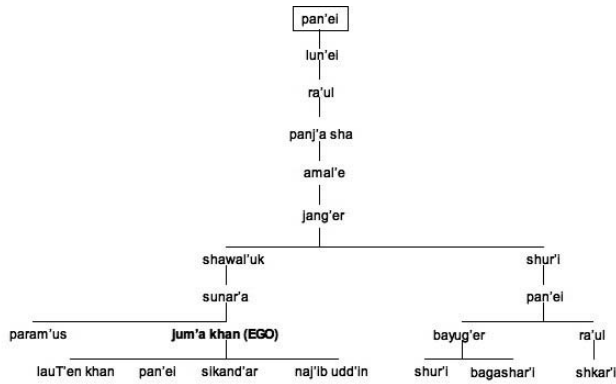 pan'ei
lun'ei
ra'ul
panj'a sha
amal'e
jang'er
shawal'uk shur'i
sunar'a pan'ei
param'us jum'a khan (EGO) bayug'er ra'ul
lauT'en khan pan'ei sikand'ar naj'ib udd'in shur'i bagashar'i shkar'i